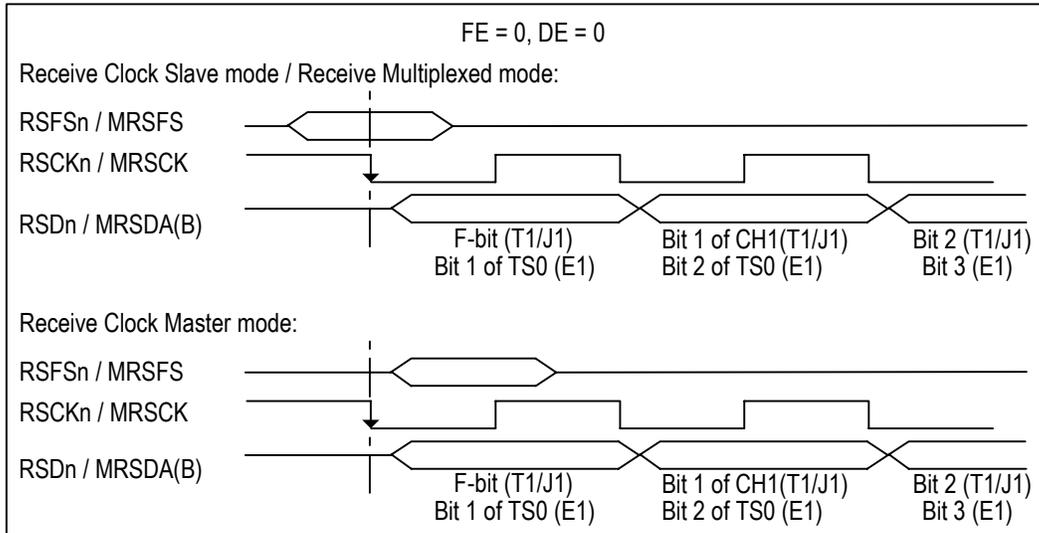 FE = 0, DE = 0
Receive Clock Slave mode / Receive Multiplexed mode:
RSFSn / MRSFS
RSCKn / MRSCK
RSDn / MRSDA(B)
F-bit (T1/J1) Bit 1 of CH1(T1/J1) Bit 2 (T1/J1)
Bit 1 of TS0 (E1) Bit 2 of TS0 (E1) Bit 3 (E1)
Receive Clock Master mode:
RSFSn / MRSFS
RSCKn / MRSCK
RSDn / MRSDA(B)
F-bit (T1/J1) Bit 1 of CH1(T1/J1) Bit 2 (T1/J1)
Bit 1 of TS0 (E1) Bit 2 of TS0 (E1) Bit 3 (E1)